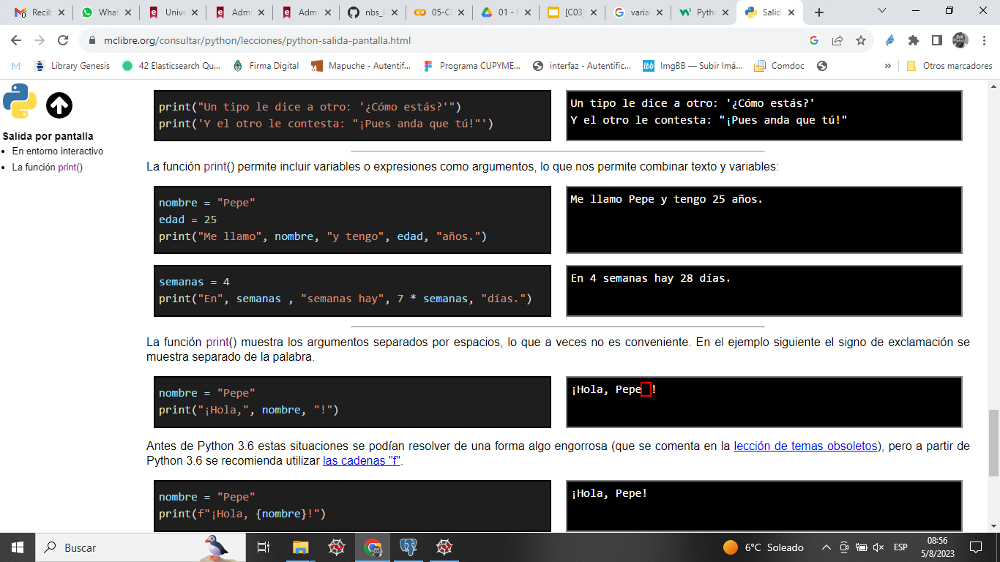 Recib
What
Unive
Admi
Admi
nbs_l
05-Ci
01 - F
[C03]
varial
Pytho
Salid
mclibre.org/consultar/python/lecciones/python-salida-pantalla.html
Library Genesis
42 Elasticsearch Qu...
Firma Digital
Mapuche - Autentif...
Programa CUPYME...
interfaz - Autentific...
ibb
ImgBB — Subir Imá...
Comdoc
»
Otros marcadores
Salida por pantalla
En entorno interactivo
La función print()
print("Un tipo le dice a otro: '¿Cómo estás?'")
print('Y el otro le contesta: "¡Pues anda que tú!"')
Un tipo le dice a otro: '¿Cómo estás?'
Y el otro le contesta: "¡Pues anda que tú!"
La función print() permite incluir variables o expresiones como argumentos, lo que nos permite combinar texto y variables:
nombre = "Pepe"
edad = 25
print("Me llamo", nombre, "y tengo", edad, "años.")
Me llamo Pepe y tengo 25 años.
semanas = 4
print("En", semanas , "semanas hay", 7 * semanas, "días.")
En 4 semanas hay 28 días.
La función print() muestra los argumentos separados por espacios, lo que a veces no es conveniente. En el ejemplo siguiente el signo de exclamación se
muestra separado de la palabra.
nombre = "Pepe"
print("¡Hola,", nombre, "!")
¡Hola, Pepe !
Antes de Python 3.6 estas situaciones se podían resolver de una forma algo engorrosa (que se comenta en la lección de temas obsoletos), pero a partir de
Python 3.6 se recomienda utilizar las cadenas "f".
nombre = "Pepe"
print(f"¡Hola, {nombre}!")
¡Hola, Pepe!
Buscar
6°C Soleado
ESP
08:56
5/8/2023